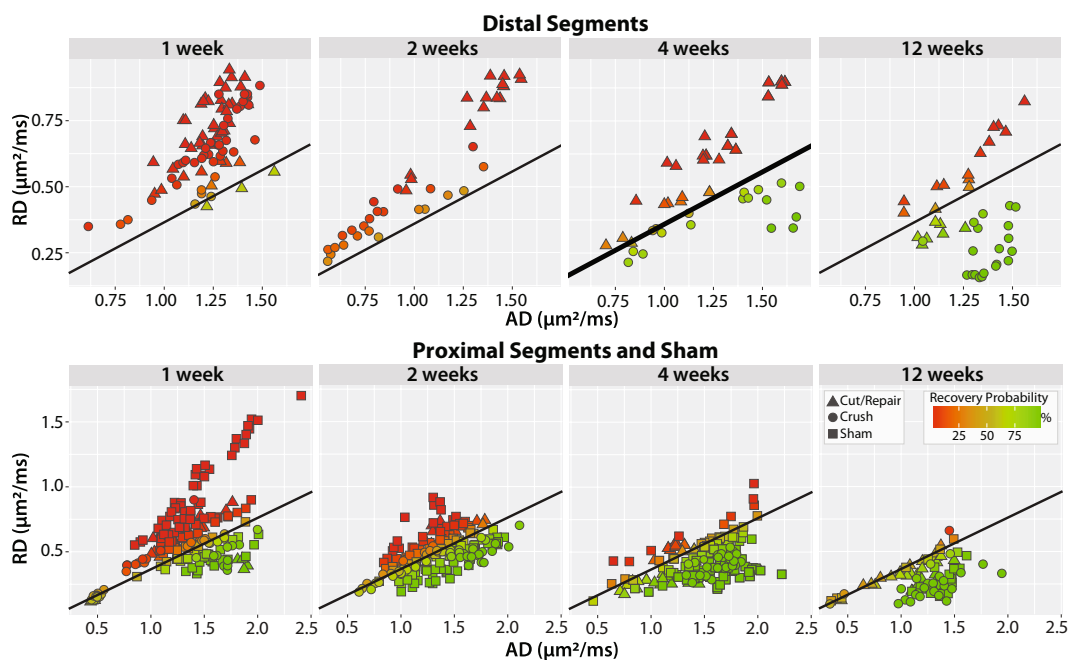 Distal Segments
1 week 2 weeks 4 weeks 12 weeks
RD (µm²/ms)
0.75
0.50
0.25
0.75 1.00 1.25 1.50 0.75 1.00 1.25 1.50 0.75 1.00 1.25 1.50 0.75 1.00 1.25 1.50
AD (µm²/ms)
Proximal Segments and Sham
1 week 2 weeks 4 weeks 12 weeks
RD (µm²/ms)
1.5
1.0
0.5
Cut/Repair
Crush
Sham
Recovery Probability
%
25 50 75
0.5 1.0 1.5 2.0 2.5 0.5 1.0 1.5 2.0 2.5 0.5 1.0 1.5 2.0 2.5 0.5 1.0 1.5 2.0 2.5
AD (µm²/ms)